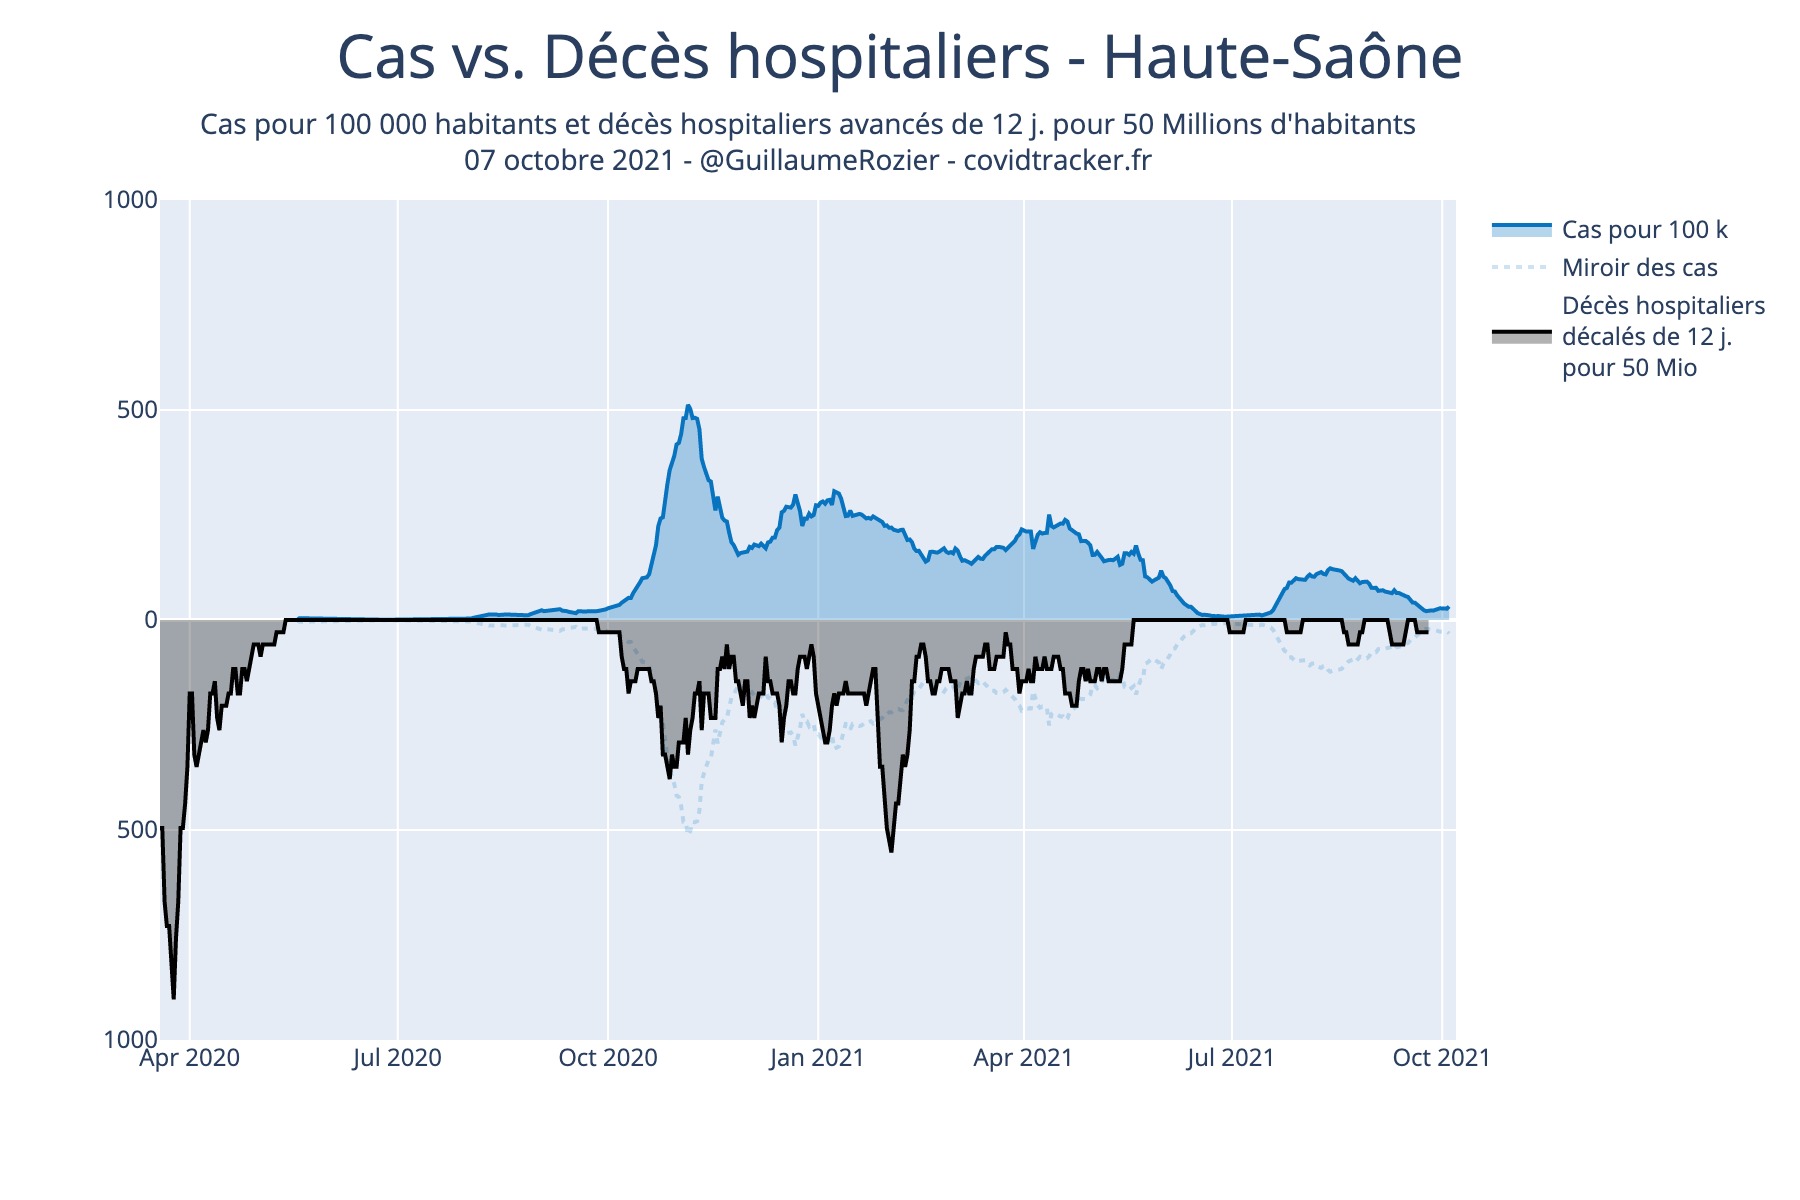 Cas vs. Décès hospitaliers - Haute-Saône
Cas pour 100 000 habitants et décès hospitaliers avancés de 12 j. pour 50 Millions d'habitants
07 octobre 2021 - @GuillaumeRozier - covidtracker.fr
1000
500
0
500
1000
Apr 2020
Jul 2020
Oct 2020
Jan 2021
Apr 2021
Jul 2021
Oct 2021
Cas pour 100 k
Miroir des cas
Décès hospitaliers
décalés de 12 j.
pour 50 Mio